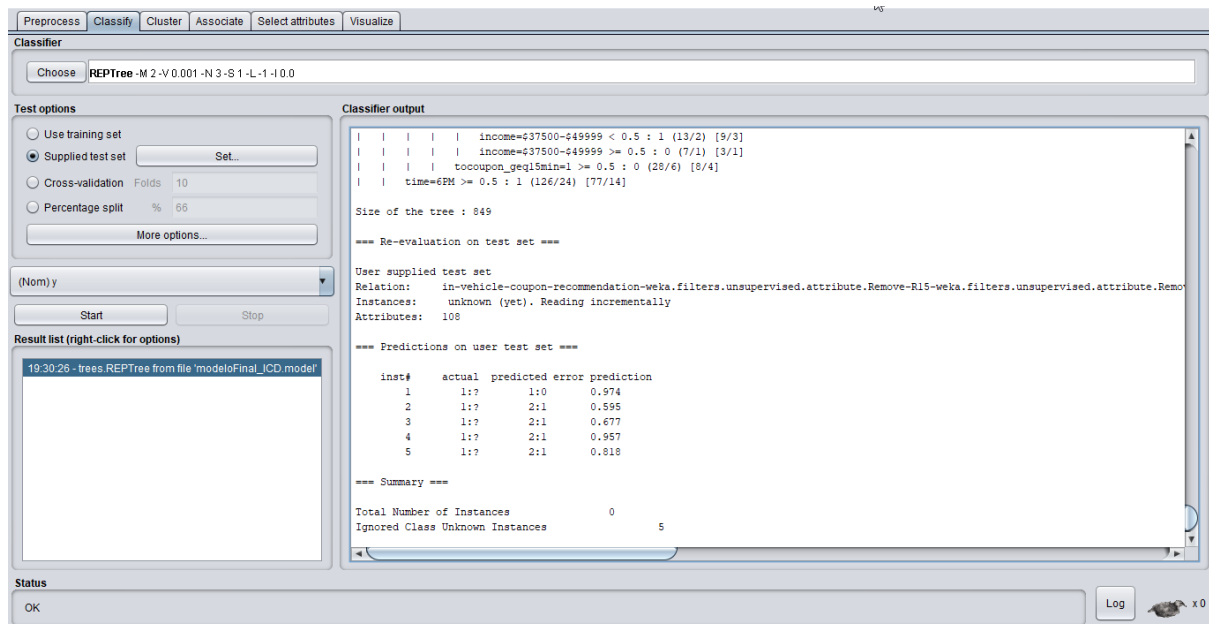 Preprocess Classify Cluster Associate Select attributes Visualize
Classifier
Choose REPTree -M 2 -V 0.001 -N 3 -S 1 -L -1 -I 0.0
Test options
Use training set
Supplied test set Set...
Cross-validation Folds 10
Percentage split % 66
More options...
(Nom) y
Start Stop
Result list (right-click for options)
19:30:26 - trees.REPTree from file 'modeloFinal_ICD.model'
Classifier output
| | | | | income=$37500-$49999 < 0.5 : 1 (13/2) [9/3]
| | | | | income=$37500-$49999 >= 0.5 : 0 (7/1) [3/1]
| | | | tocoupon_geq15min=1 >= 0.5 : 0 (28/6) [8/4]
| | time=6PM >= 0.5 : 1 (126/24) [77/14]
Size of the tree : 849
=== Re-evaluation on test set ===
User supplied test set
Relation: in-vehicle-coupon-recommendation-weka.filters.unsupervised.attribute.Remove-R15-weka.filters.unsupervised.attribute.Remov
Instances: unknown (yet). Reading incrementally
Attributes: 108
=== Predictions on user test set ===
inst# actual predicted error prediction
1 1:? 1:0 0.974
2 1:? 2:1 0.595
3 1:? 2:1 0.677
4 1:? 2:1 0.957
5 1:? 2:1 0.818
=== Summary ===
Total Number of Instances 0
Ignored Class Unknown Instances 5
Status
OK
Log x 0